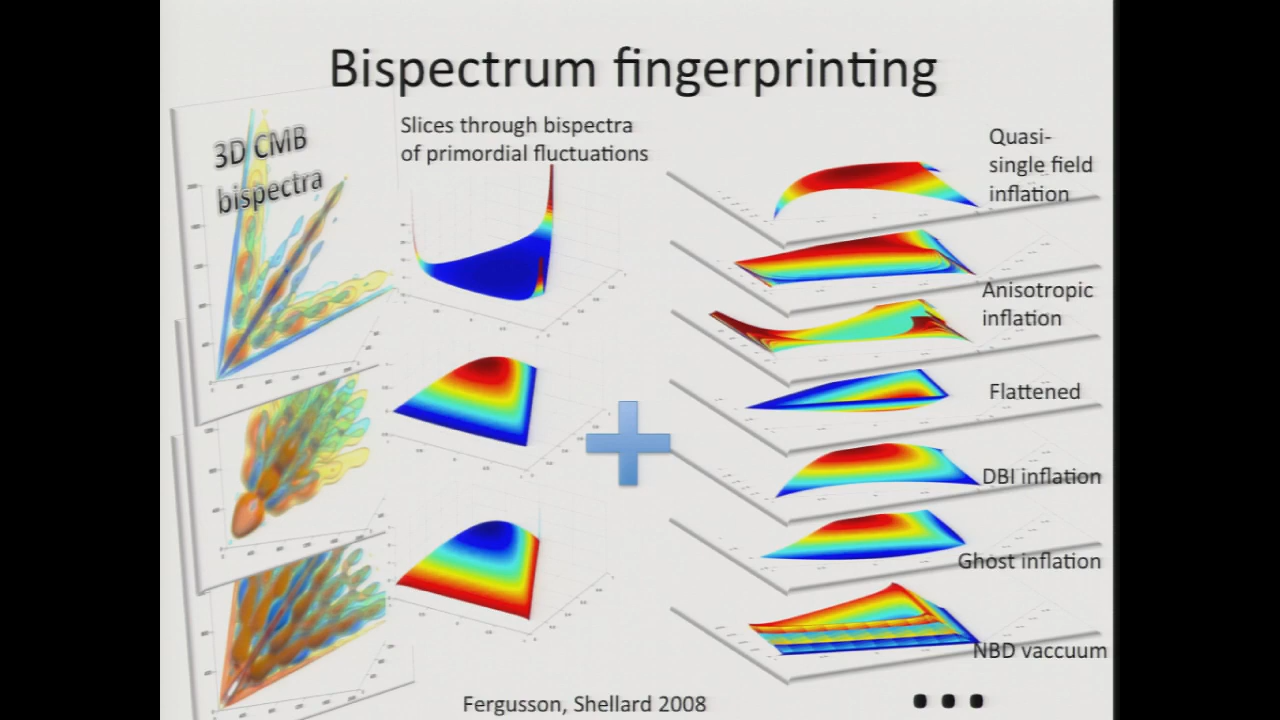 Bispectrum fingerprinting
3D CMB
bispectra
Slices through bispectra
of primordial fluctuations
Quasi-
single field
inflation
Anisotropic
inflation
Flattened
DBI inflation
Ghost inflation
NBD vaccuum
Fergusson, Shellard 2008
...